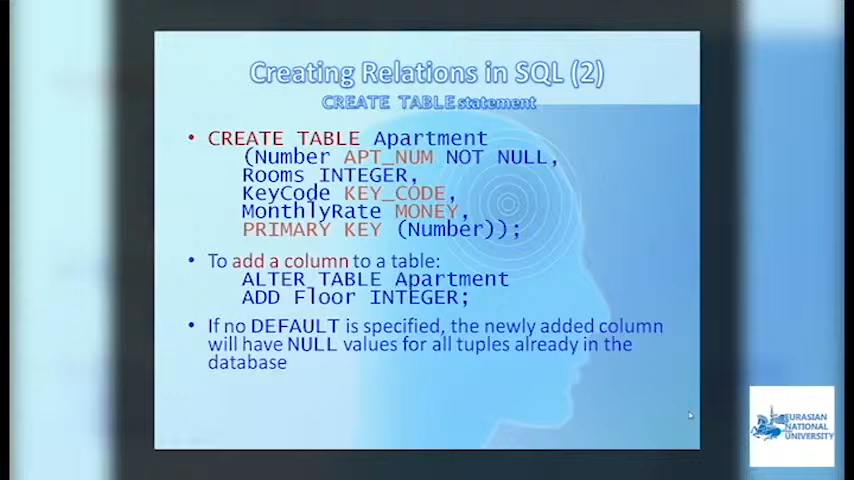 Creating Relations in SQL (2)
CREATE TABLE statement
• CREATE TABLE Apartment
(Number APT_NUM NOT NULL,
Rooms INTEGER,
KeyCode KEY_CODE,
MonthlyRate MONEY,
PRIMARY KEY (Number));
• To add a column to a table:
ALTER TABLE Apartment
ADD Floor INTEGER;
• If no DEFAULT is specified, the newly added column
will have NULL values for all tuples already in the
database
EURASIAN
NATIONAL
UNIVERSITY